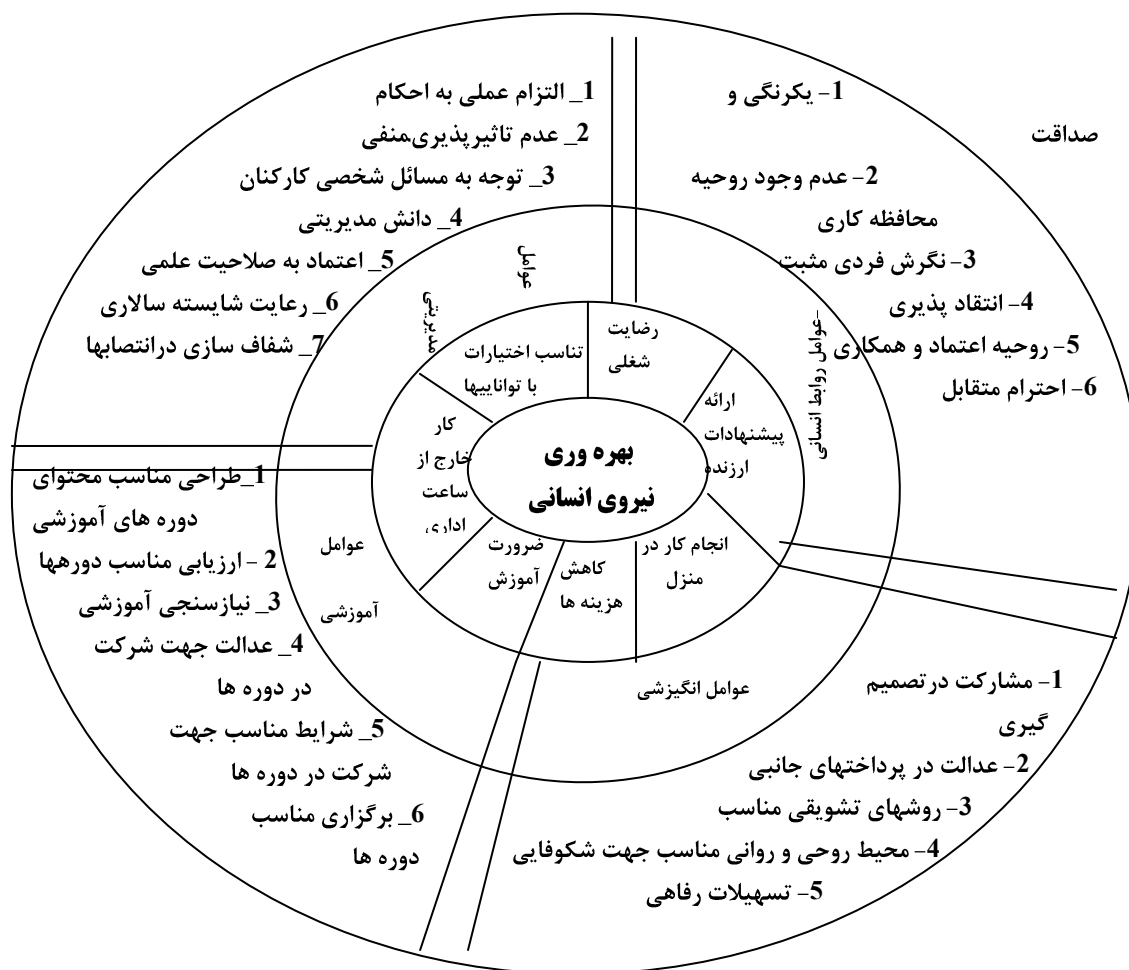 1- یکرنگی و
صداقت
2- عدم وجود روحیه
محافظه کاری
3- نگرش فردی مثبت
4- انتقاد پذیری
5- روحیه اعتماد و همکاری
6- احترام متقابل
1_ التزام عملی به احکام
2_ عدم تاثیرپذیری منفی
3_ توجه به مسائل شخصی کارکنان
4_ دانش مدیریتی
5_ اعتماد به صلاحیت علمی
6_ رعایت شایسته سالاری
7_ شفاف سازی درانتصابها
عوامل
مدیریتی
-عوامل روابط انسانی
رضایت
شغلی
تناسب اختیارات
با تواناییها
ارائه
پیشنهادات
ارزنده
کار
خارج از
ساعت
اداری
بهره وری
نیروی انسانی
انجام کار در
منزل
کاهش
هزینه ها
ضرورت
آموزش
عوامل
آموزشی
عوامل انگیزشی
1_طراحی مناسب محتوای
دوره های آموزشی
2 - ارزیابی مناسب دورهها
3_ نیازسنجی آموزشی
4_ عدالت جهت شرکت
در دوره ها
5_ شرایط مناسب جهت
شرکت در دوره ها
6_ برگزاری مناسب
دوره ها
1- مشارکت درتصمیم
گیری
2- عدالت در پرداختهای جانبی
3- روشهای تشویقی مناسب
4- محیط روحی و روانی مناسب جهت شکوفایی
5- تسهیلات رفاهی